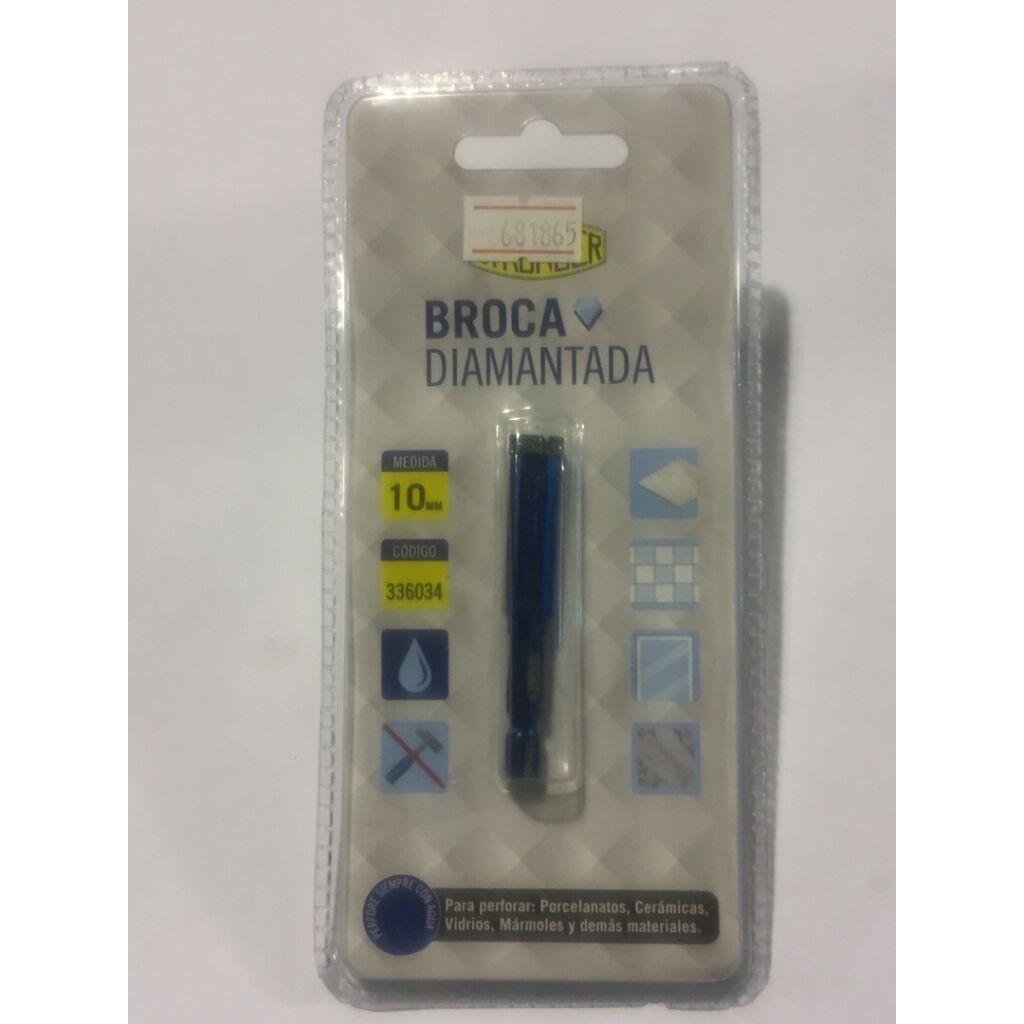 681865
BROCA
DIAMANTADA
MEDIDA
10MM
CÓDIGO
336034
PERFORE SIEMPRE CON AGUA
Para perforar: Porcelanatos, Cerámicas,
Vidrios, Mármoles y demás materiales.